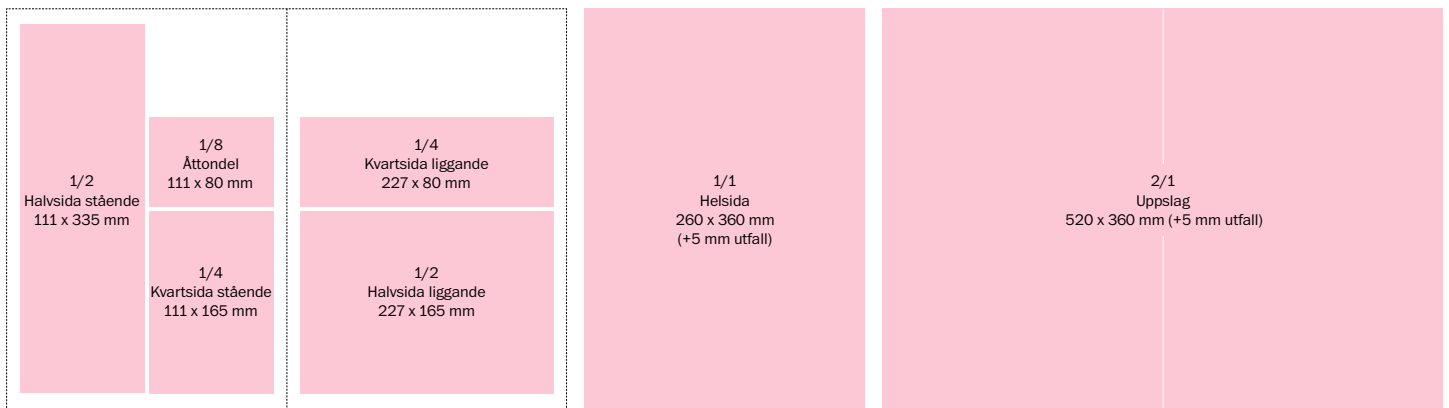 1/2
Halvsida stående
111 x 335 mm
1/8
Åttondel
111 x 80 mm
1/4
Kvartsida stående
111 x 165 mm
1/4
Kvartsida liggande
227 x 80 mm
1/2
Halvsida liggande
227 x 165 mm
1/1
Helsida
260 x 360 mm
(+5 mm utfall)
2/1
Uppslag
520 x 360 mm (+5 mm utfall)